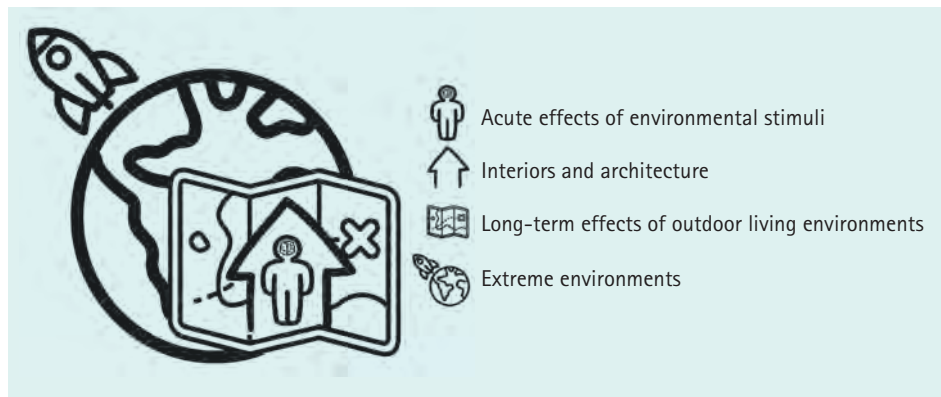 Acute effects of environmental stimuli
Interiors and architecture
Long-term effects of outdoor living environments
Extreme environments